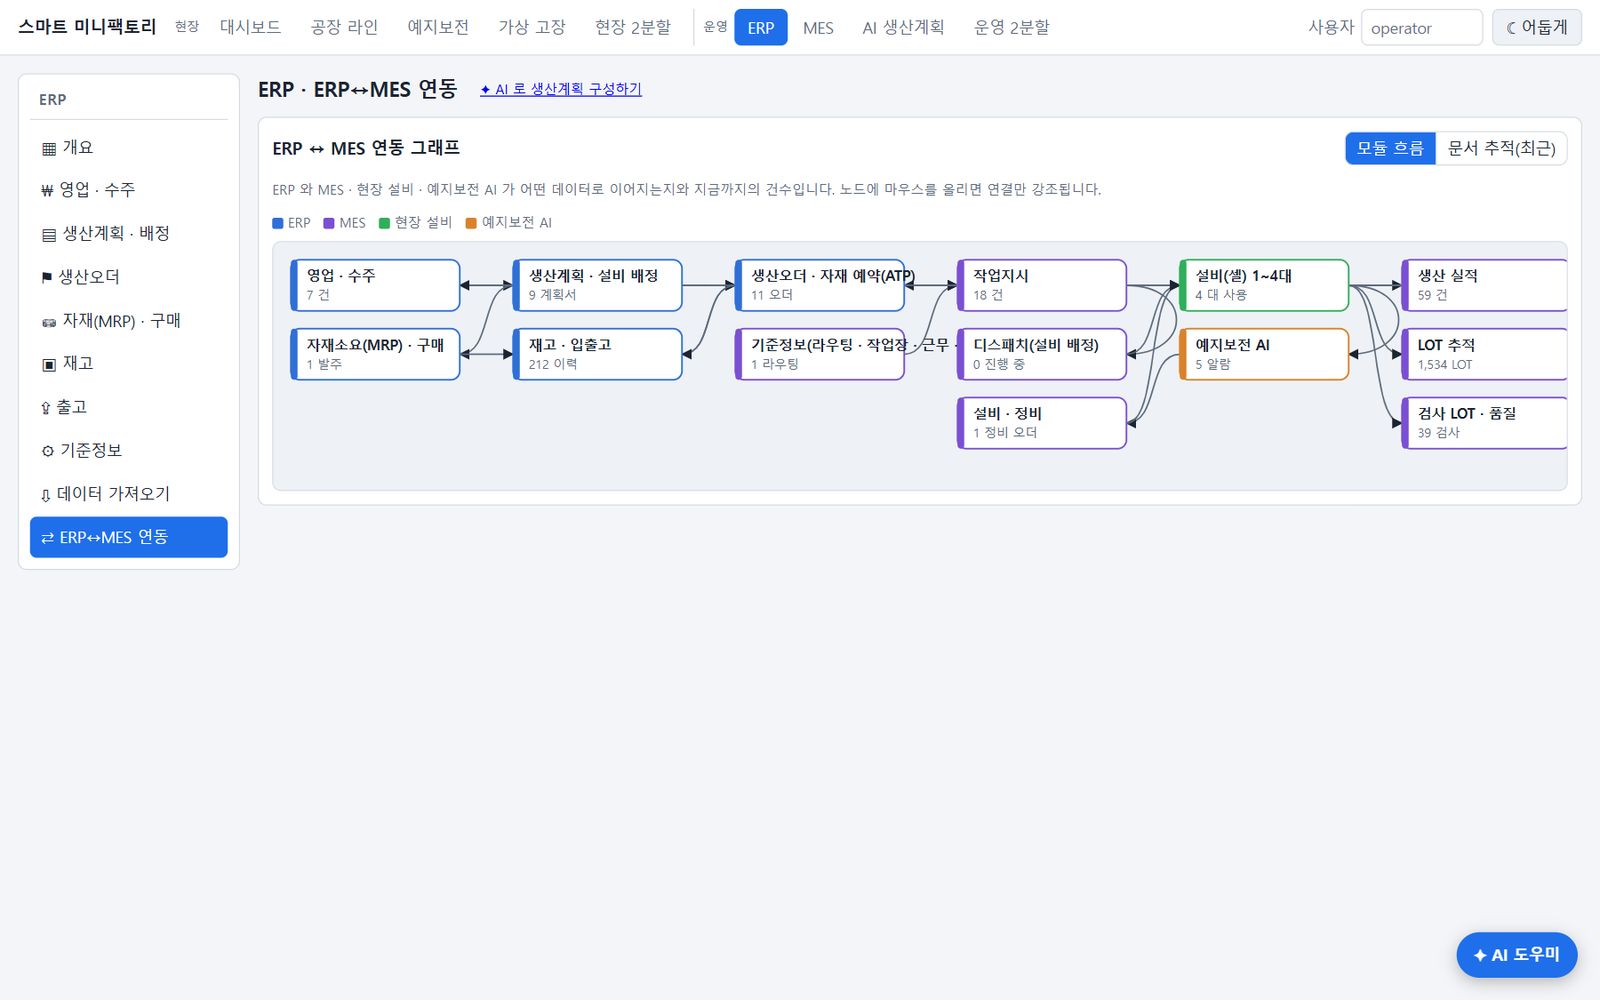 스마트 미니팩토리 현장 대시보드 공장 라인 예지보전 가상 고장 현장 2분할 운영 ERP MES AI 생산계획 운영 2분할 사용자 operator ☾ 어둡게
ERP
▦ 개요
₩ 영업 · 수주
▤ 생산계획 · 배정
⚑ 생산오더
자재(MRP) · 구매
▣ 재고
⇪ 출고
⚙ 기준정보
⇩ 데이터 가져오기
⇄ ERP↔MES 연동
ERP · ERP↔MES 연동 ✦ AI 로 생산계획 구성하기
ERP ↔ MES 연동 그래프 모듈 흐름 문서 추적(최근)
ERP 와 MES · 현장 설비 · 예지보전 AI 가 어떤 데이터로 이어지는지와 지금까지의 건수입니다. 노드에 마우스를 올리면 연결만 강조됩니다.
ERP MES 현장 설비 예지보전 AI
영업 · 수주
7 건
자재소요(MRP) · 구매
1 발주
생산계획 · 설비 배정
9 계획서
재고 · 입출고
212 이력
생산오더 · 자재 예약(ATP)
11 오더
기준정보(라우팅 · 작업장 · 근무 ·
1 라우팅
작업지시
18 건
디스패치(설비 배정)
0 진행 중
설비 · 정비
1 정비 오더
설비(셀) 1~4대
4 대 사용
예지보전 AI
5 알람
생산 실적
59 건
LOT 추적
1,534 LOT
검사 LOT · 품질
39 검사
✦ AI 도우미